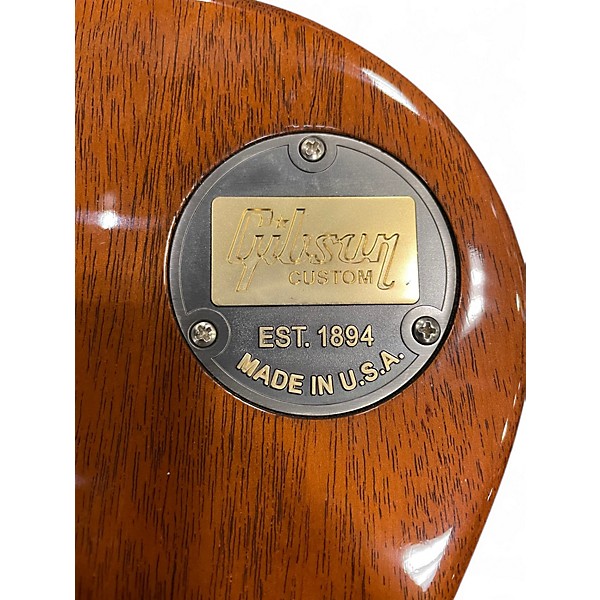 Gibson
CUSTOM
EST. 1894
MADE IN U.S.A.